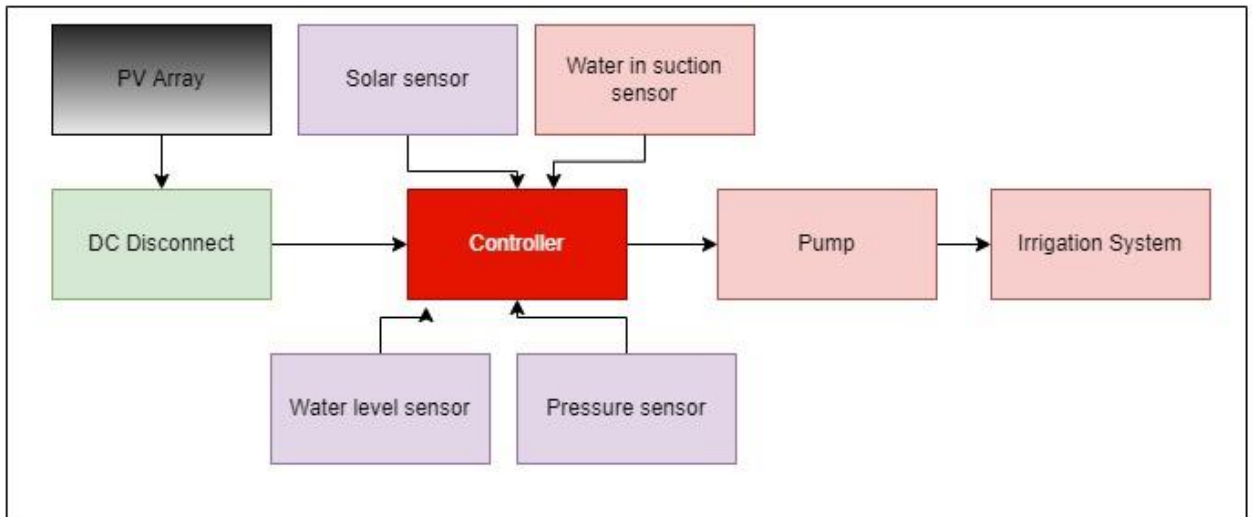 PV Array
Solar sensor
Water in suction
sensor
DC Disconnect
Controller
Pump
Irrigation System
Water level sensor
Pressure sensor